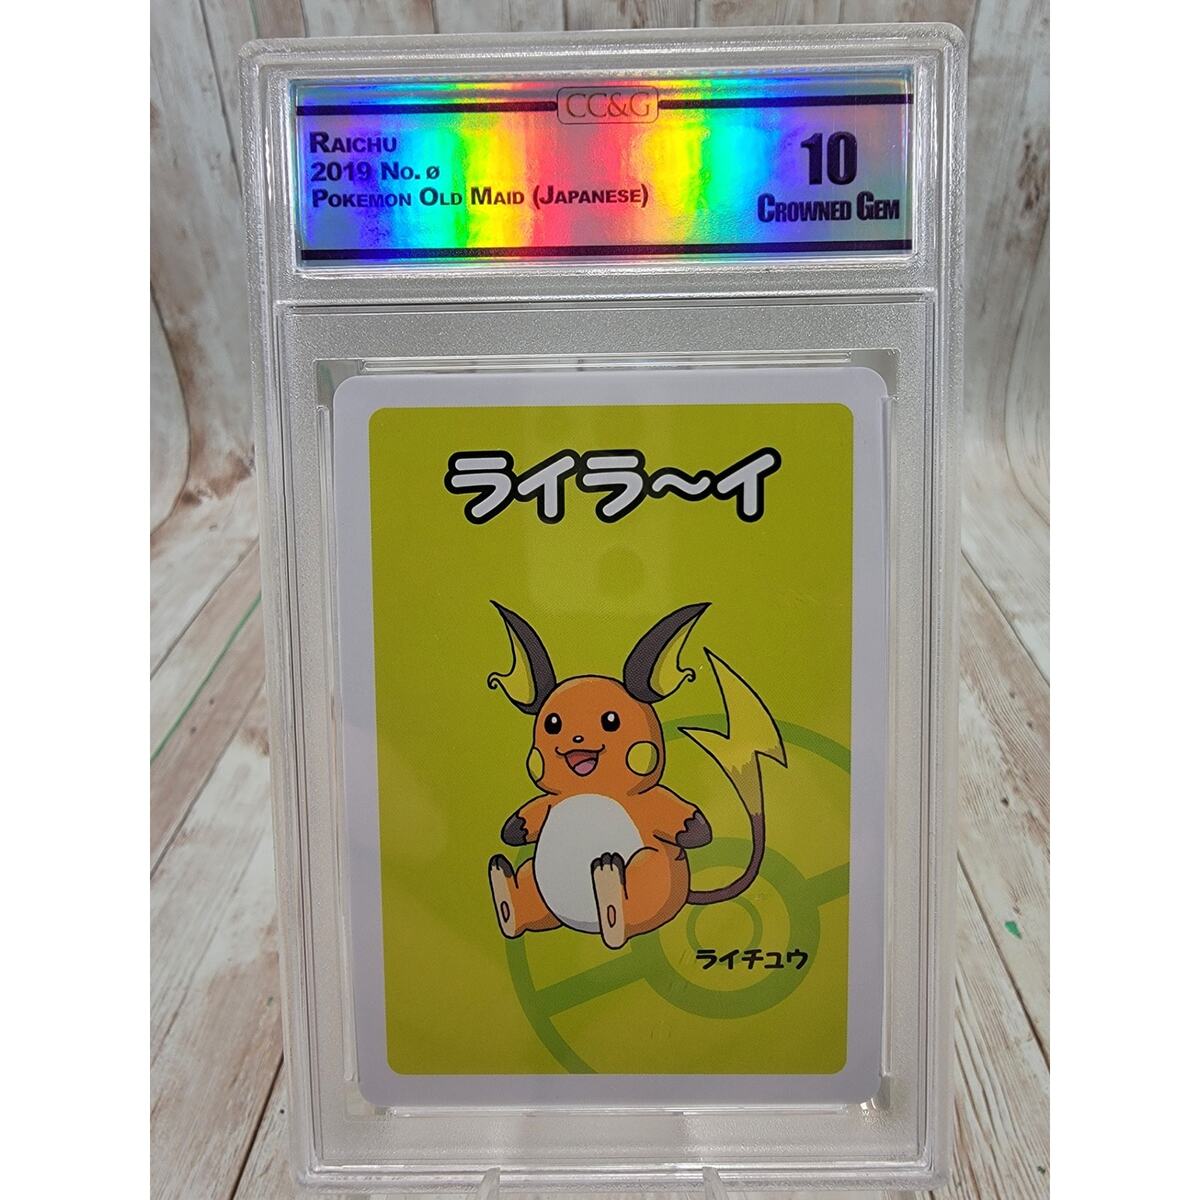 CC&G
RAICHU
2019 No. ø
POKEMON OLD MAID (JAPANESE)
10
CROWNED GEM
ライラ～イ
ライチュウ